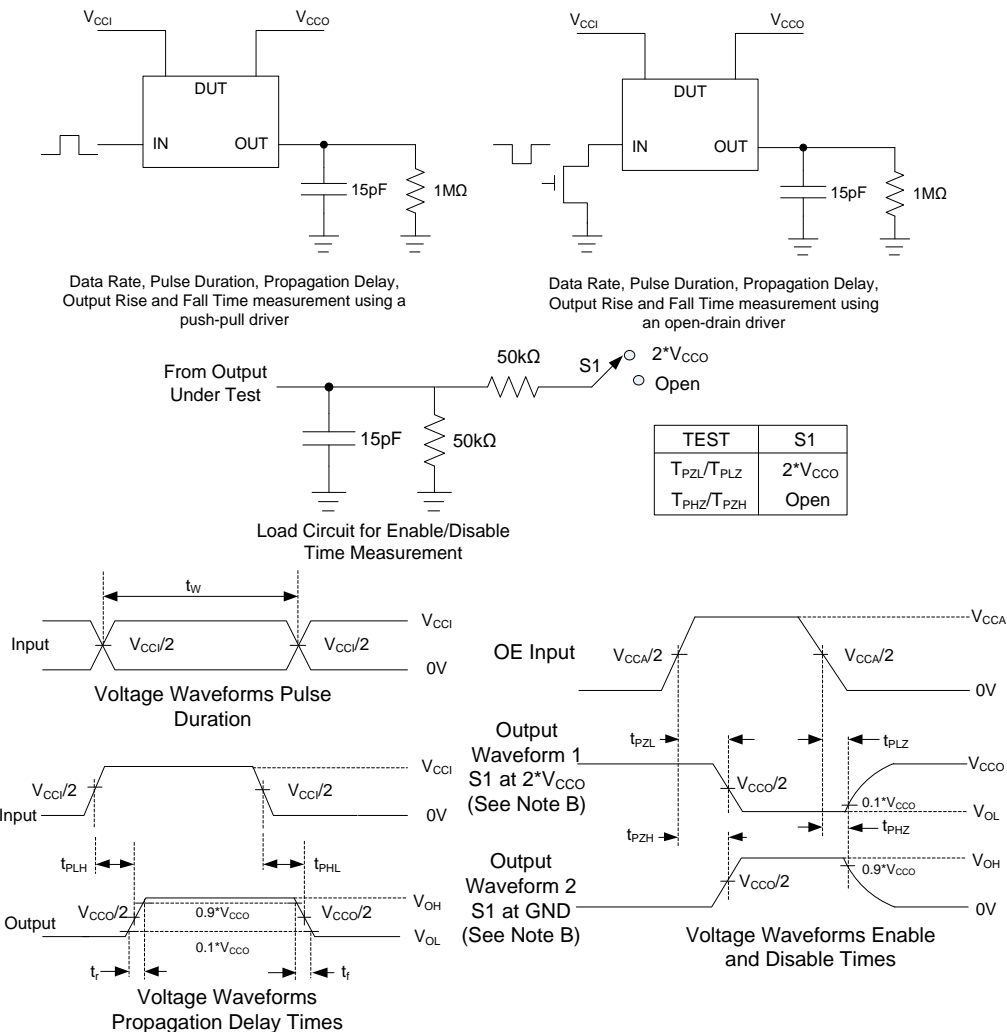 V_CCI
V_CCO
DUT
IN
OUT
15pF
1MΩ
Data Rate, Pulse Duration, Propagation Delay,
Output Rise and Fall Time measurement using a
push-pull driver
V_CCI
V_CCO
DUT
IN
OUT
15pF
1MΩ
Data Rate, Pulse Duration, Propagation Delay,
Output Rise and Fall Time measurement using
an open-drain driver
From Output
Under Test
50kΩ
S1
2*V_CCO
Open
15pF
50kΩ
Load Circuit for Enable/Disable
Time Measurement
TEST S1
T_PZL/T_PLZ 2*V_CCO
T_PHZ/T_PZH Open
t_W
Input
V_CCI/2
V_CCI/2
V_CCI
0V
Voltage Waveforms Pulse
Duration
V_CCI/2
V_CCI/2
V_CCI
Input
0V
t_PLH
t_PHL
Output
V_CCO/2
0.9*V_CCO
0.1*V_CCO
V_CCO/2
V_OH
V_OL
t_r
t_f
Voltage Waveforms
Propagation Delay Times
OE Input
V_CCA/2
V_CCA/2
V_CCA
0V
Output
Waveform 1
S1 at 2*V_CCO
(See Note B)
t_PZL
t_PLZ
V_CCO/2
V_CCO
0.1*V_CCO
V_OL
t_PZH
t_PHZ
Output
Waveform 2
S1 at GND
(See Note B)
V_CCO/2
V_OH
0.9*V_CCO
0V
Voltage Waveforms Enable
and Disable Times